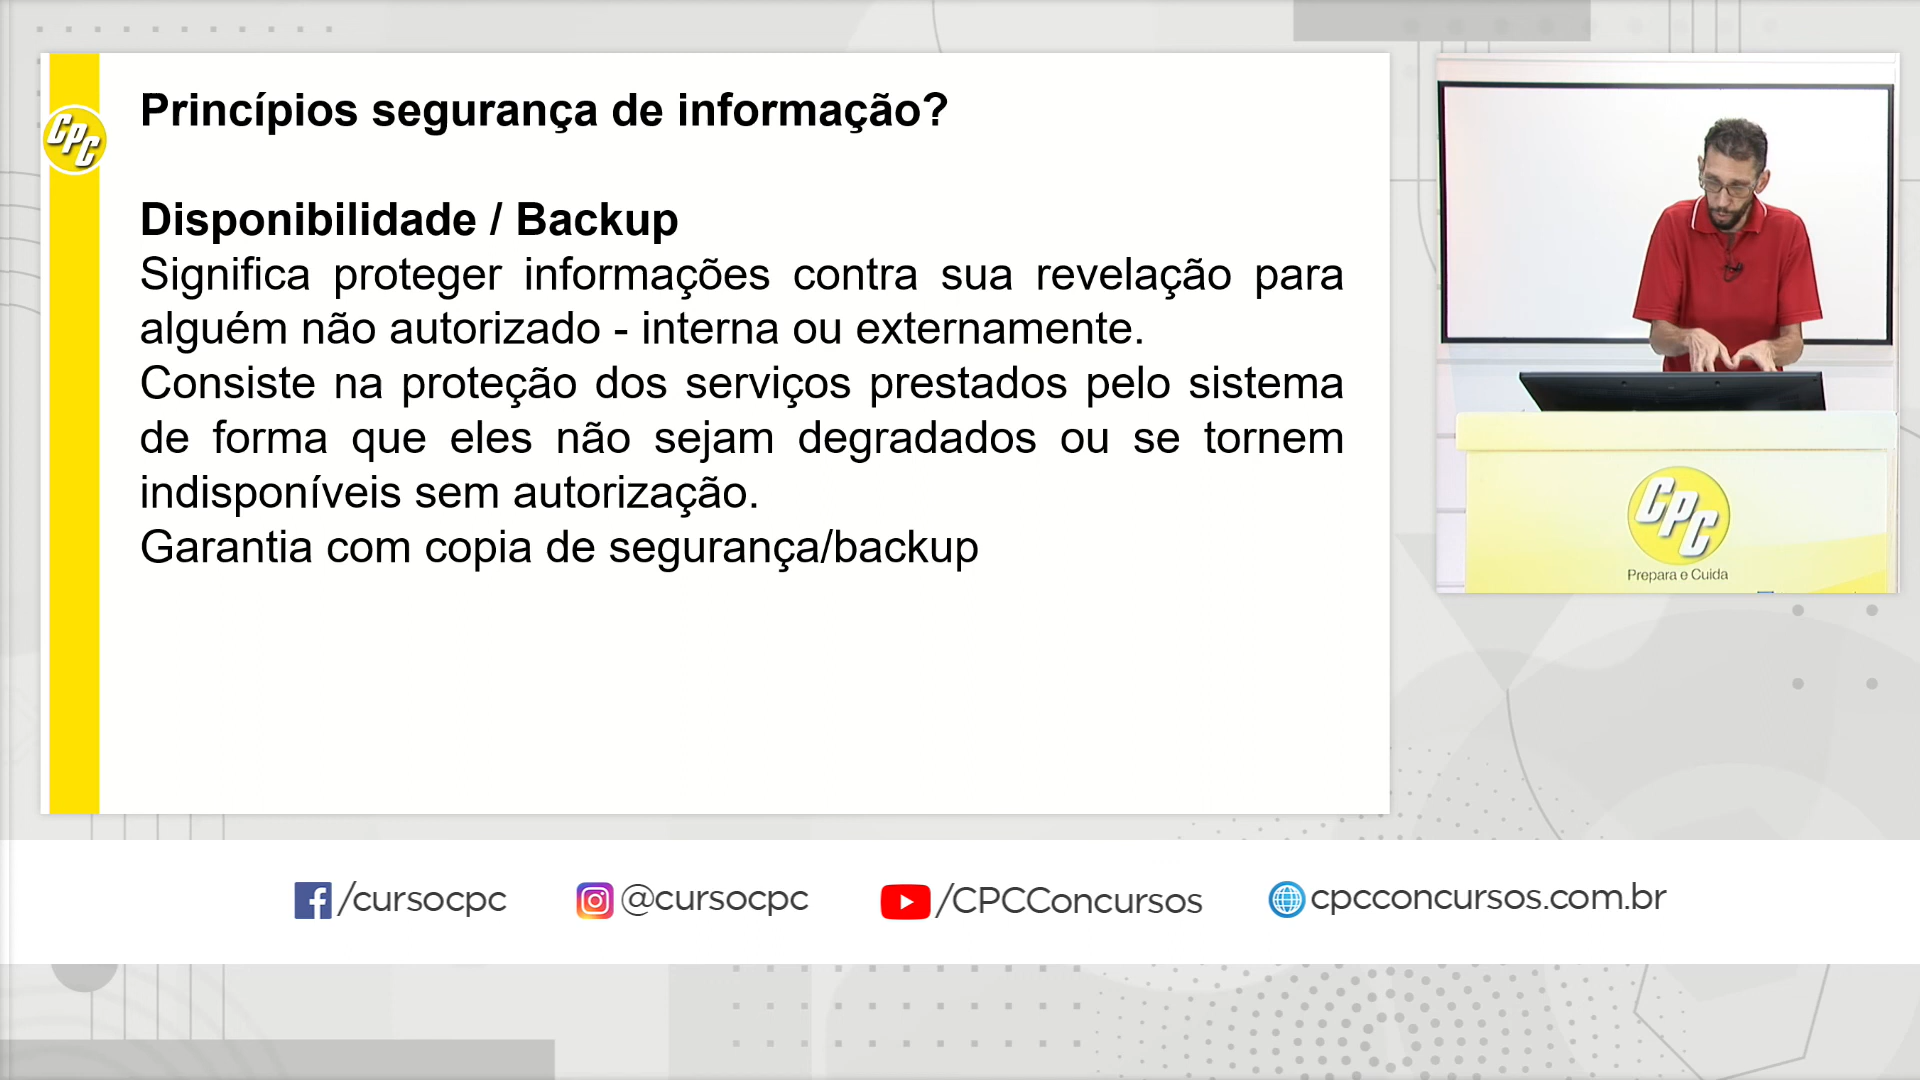 Princípios segurança de informação?
Disponibilidade / Backup
Significa proteger informações contra sua revelação para
alguém não autorizado - interna ou externamente.
Consiste na proteção dos serviços prestados pelo sistema
de forma que eles não sejam degradados ou se tornem
indisponíveis sem autorização.
Garantia com copia de segurança/backup
CPC
CPC
Prepara e Cuida
/cursocpc
@cursocpc
/CPCConcursos
cpcconcursos.com.br